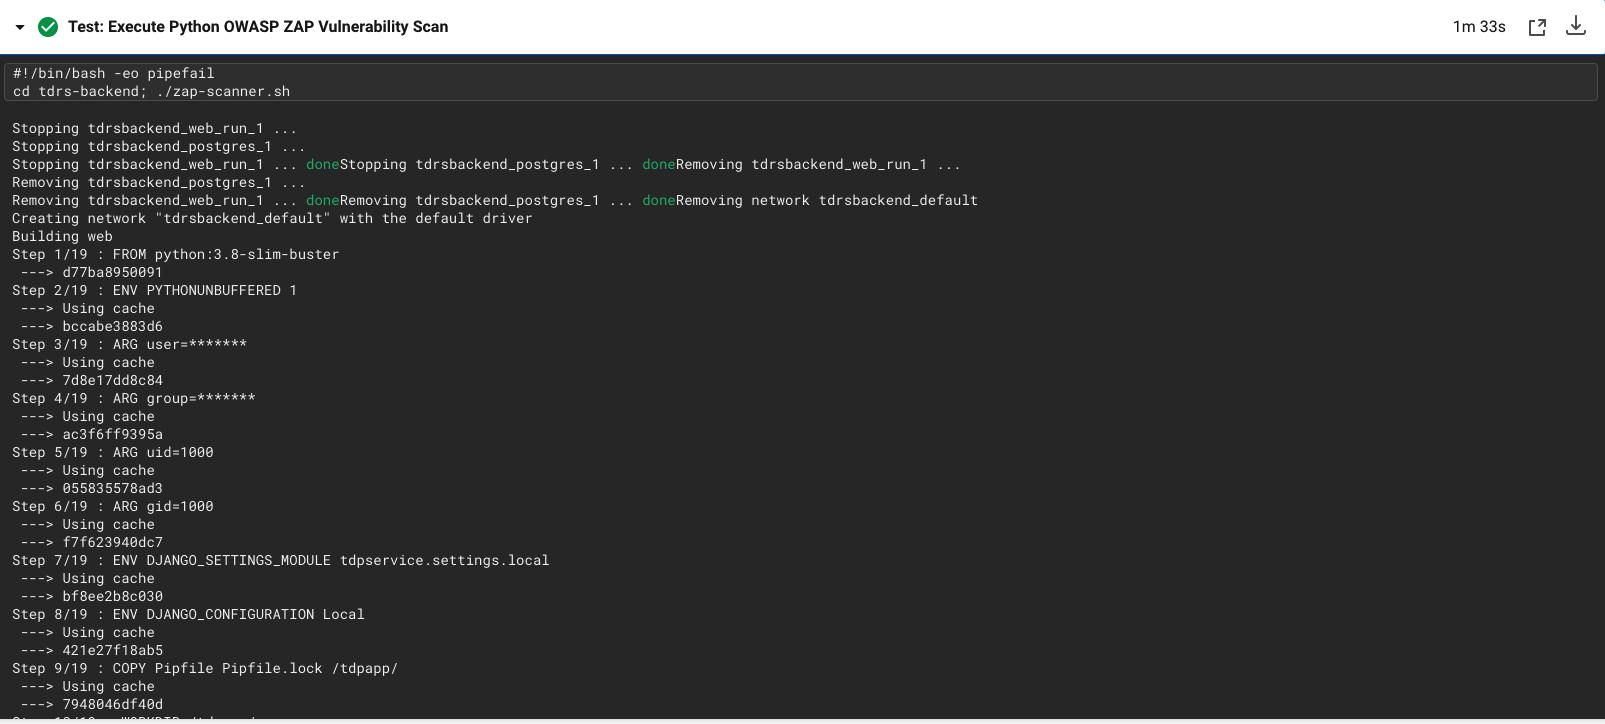 Test: Execute Python OWASP ZAP Vulnerability Scan 1m 33s
#!/bin/bash -eo pipefail
cd tdrs-backend; ./zap-scanner.sh
Stopping tdrsbackend_web_run_1 ...
Stopping tdrsbackend_postgres_1 ...
Stopping tdrsbackend_web_run_1 ... doneStopping tdrsbackend_postgres_1 ... doneRemoving tdrsbackend_web_run_1 ...
Removing tdrsbackend_postgres_1 ...
Removing tdrsbackend_web_run_1 ... doneRemoving tdrsbackend_postgres_1 ... doneRemoving network tdrsbackend_default
Creating network "tdrsbackend_default" with the default driver
Building web
Step 1/19 : FROM python:3.8-slim-buster
 ---> d77ba8950091
Step 2/19 : ENV PYTHONUNBUFFERED 1
 ---> Using cache
 ---> bccabe3883d6
Step 3/19 : ARG user=*******
 ---> Using cache
 ---> 7d8e17dd8c84
Step 4/19 : ARG group=*******
 ---> Using cache
 ---> ac3f6ff9395a
Step 5/19 : ARG uid=1000
 ---> Using cache
 ---> 055835578ad3
Step 6/19 : ARG gid=1000
 ---> Using cache
 ---> f7f623940dc7
Step 7/19 : ENV DJANGO_SETTINGS_MODULE tdpservice.settings.local
 ---> Using cache
 ---> bf8ee2b8c030
Step 8/19 : ENV DJANGO_CONFIGURATION Local
 ---> Using cache
 ---> 421e27f18ab5
Step 9/19 : COPY Pipfile Pipfile.lock /tdpapp/
 ---> Using cache
 ---> 7948046df40d